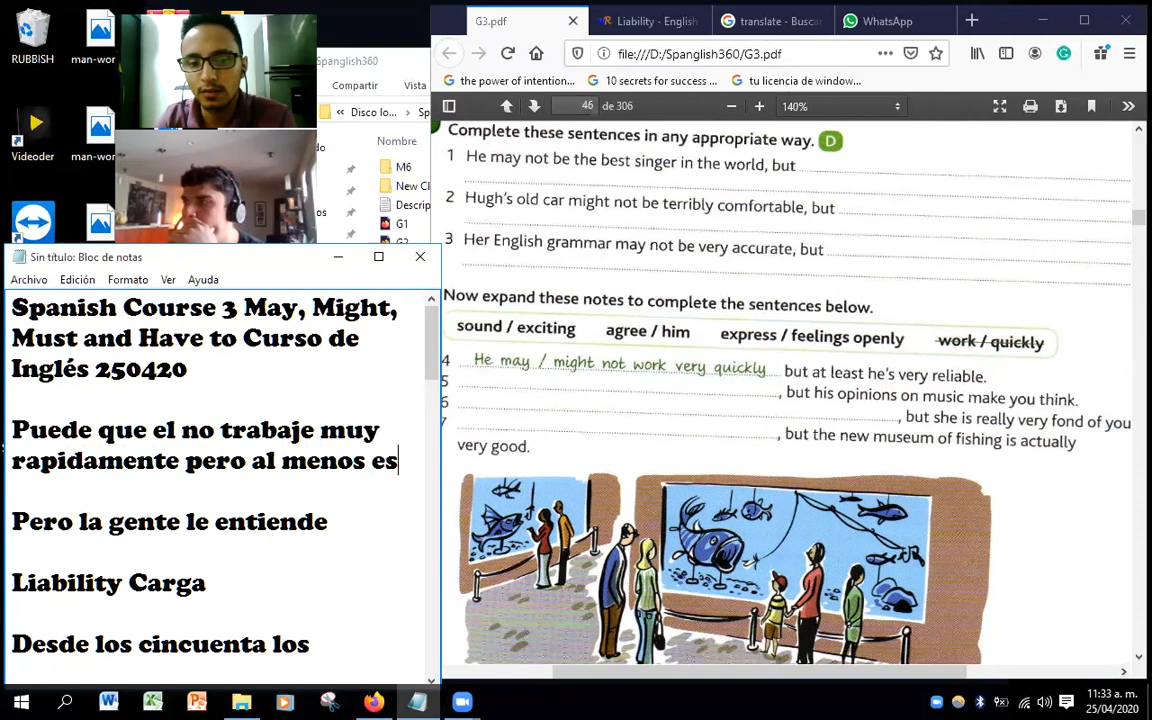 RUBBISH
man-wor
Videoder
man-wor
Spanglish360
Compartir
Vista
Disco lo...
Sp
Nombre
M6
New Cl
Descrip
G1
G2
G3.pdf
Liability - English
translate - Buscar
WhatsApp
file:///D:/Spanglish360/G3.pdf
the power of intention...
10 secrets for success ...
tu licencia de window...
46 de 306
140%
Complete these sentences in any appropriate way. D
1 He may not be the best singer in the world, but
2 Hugh's old car might not be terribly comfortable, but
3 Her English grammar may not be very accurate, but
Now expand these notes to complete the sentences below.
sound / exciting agree / him express / feelings openly work / quickly
4 He may / might not work very quickly but at least he's very reliable.
5 , but his opinions on music make you think.
6 , but she is really very fond of you
7 , but the new museum of fishing is actually
very good.
Sin título: Bloc de notas
Archivo Edición Formato Ver Ayuda
Spanish Course 3 May, Might,
Must and Have to Curso de
Inglés 250420
Puede que el no trabaje muy
rapidamente pero al menos es
Pero la gente le entiende
Liability Carga
Desde los cincuenta los
11:33 a. m.
25/04/2020